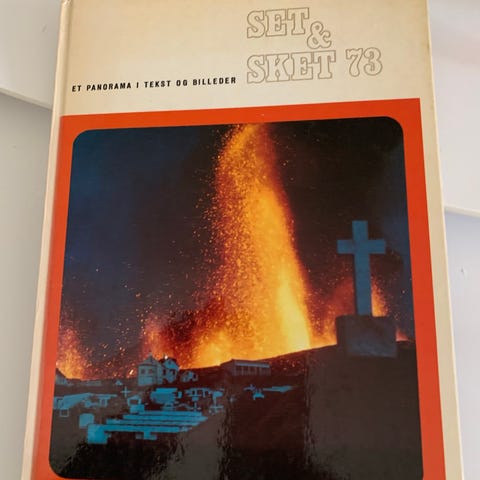 SET
&
SKET 73
ET PANORAMA I TEKST OG BILLEDER